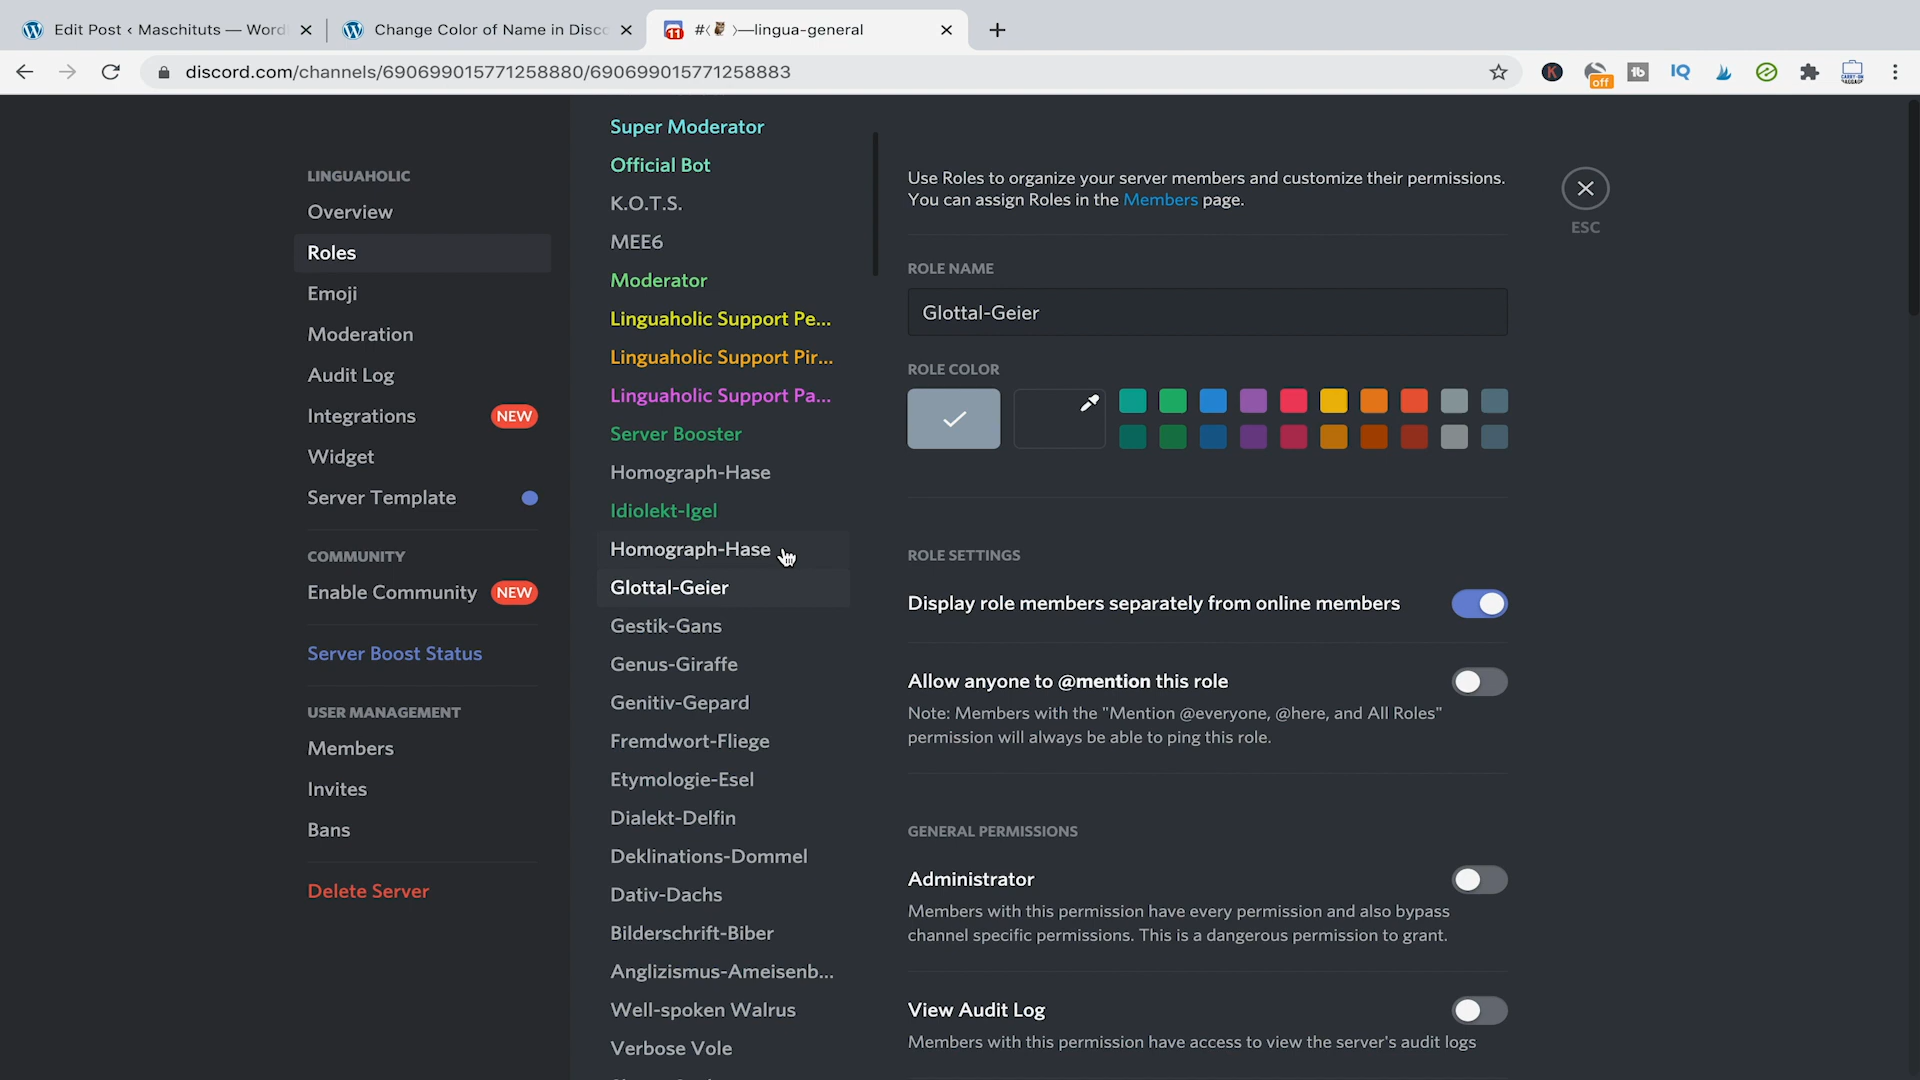 Edit Post ‹ Maschituts — Word
Change Color of Name in Disco
11
#〈🦉〉—lingua-general
discord.com/channels/690699015771258880/690699015771258883
K
off
tb
IQ
LINGUAHOLIC
Overview
Roles
Emoji
Moderation
Audit Log
Integrations NEW
Widget
Server Template
COMMUNITY
Enable Community NEW
Server Boost Status
USER MANAGEMENT
Members
Invites
Bans
Delete Server
Super Moderator
Official Bot
K.O.T.S.
MEE6
Moderator
Linguaholic Support Pe...
Linguaholic Support Pir...
Linguaholic Support Pa...
Server Booster
Homograph-Hase
Idiolekt-Igel
Homograph-Hase
Glottal-Geier
Gestik-Gans
Genus-Giraffe
Genitiv-Gepard
Fremdwort-Fliege
Etymologie-Esel
Dialekt-Delfin
Deklinations-Dommel
Dativ-Dachs
Bilderschrift-Biber
Anglizismus-Ameisenb...
Well-spoken Walrus
Verbose Vole
Use Roles to organize your server members and customize their permissions.
You can assign Roles in the Members page.
ESC
ROLE NAME
Glottal-Geier
ROLE COLOR
ROLE SETTINGS
Display role members separately from online members
Allow anyone to @mention this role
Note: Members with the "Mention @everyone, @here, and All Roles"
permission will always be able to ping this role.
GENERAL PERMISSIONS
Administrator
Members with this permission have every permission and also bypass
channel specific permissions. This is a dangerous permission to grant.
View Audit Log
Members with this permission have access to view the server's audit logs